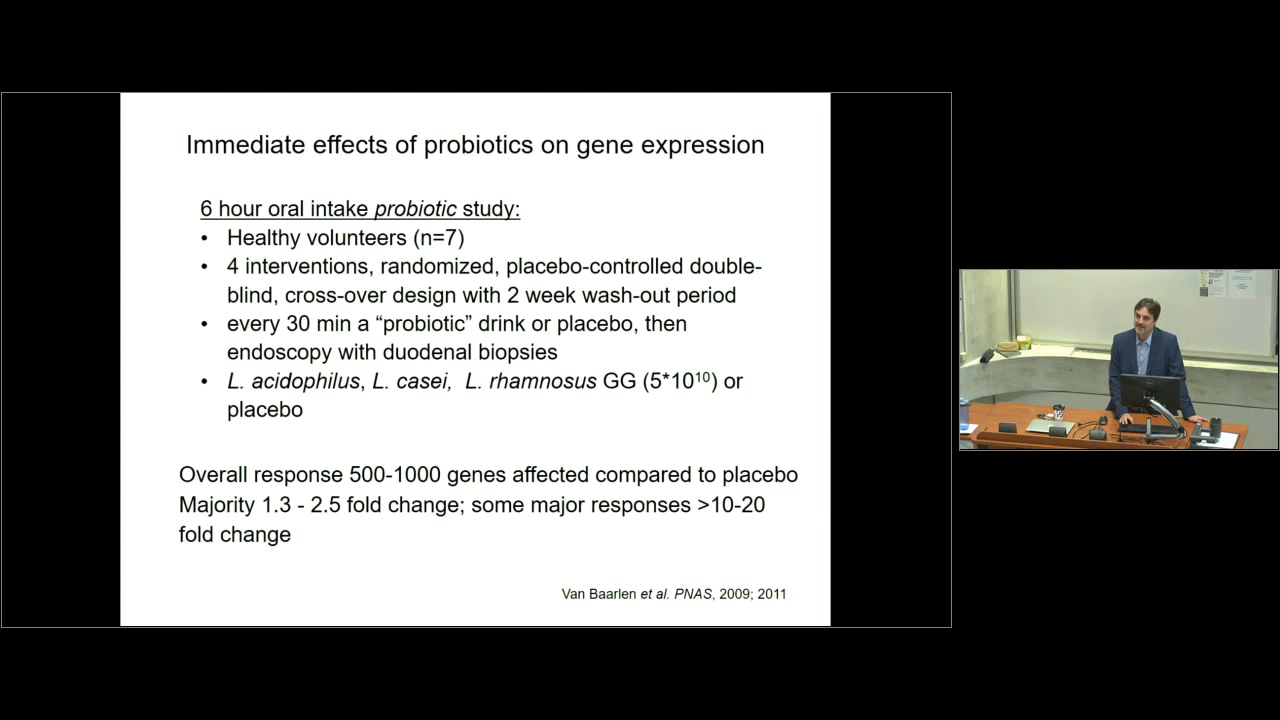 Immediate effects of probiotics on gene expression
6 hour oral intake probiotic study:
• Healthy volunteers (n=7)
• 4 interventions, randomized, placebo-controlled double-
blind, cross-over design with 2 week wash-out period
• every 30 min a “probiotic” drink or placebo, then
endoscopy with duodenal biopsies
• L. acidophilus, L. casei, L. rhamnosus GG (5*10¹⁰) or
placebo
Overall response 500-1000 genes affected compared to placebo
Majority 1.3 - 2.5 fold change; some major responses >10-20
fold change
Van Baarlen et al. PNAS, 2009; 2011